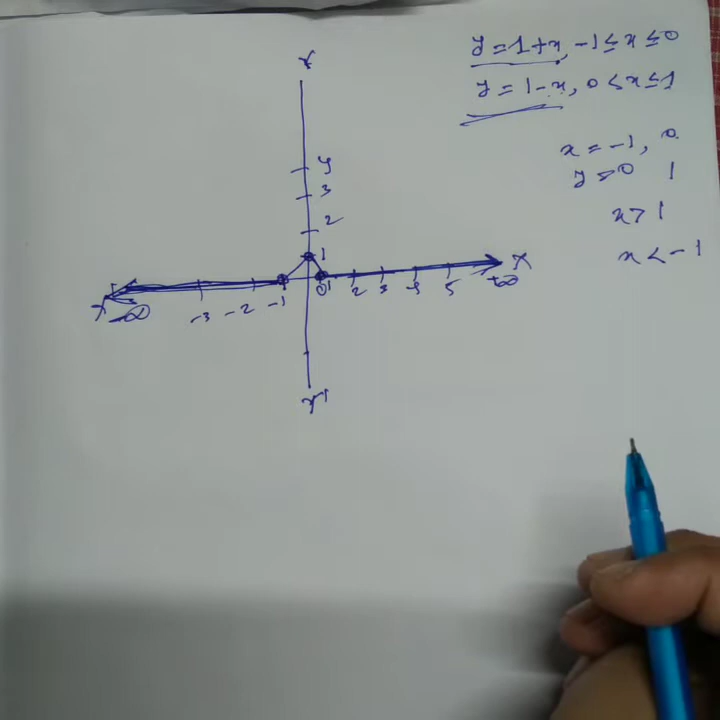 y = 1+x, -1 ≤ x ≤ 0
y = 1-x, 0 < x ≤ 1
x = -1, 0
0 1
x > 1
x < -1
Y
4
3
2
1
X
-∞ -3 -2 -1 0 1 2 3 4 5 +∞
Y1